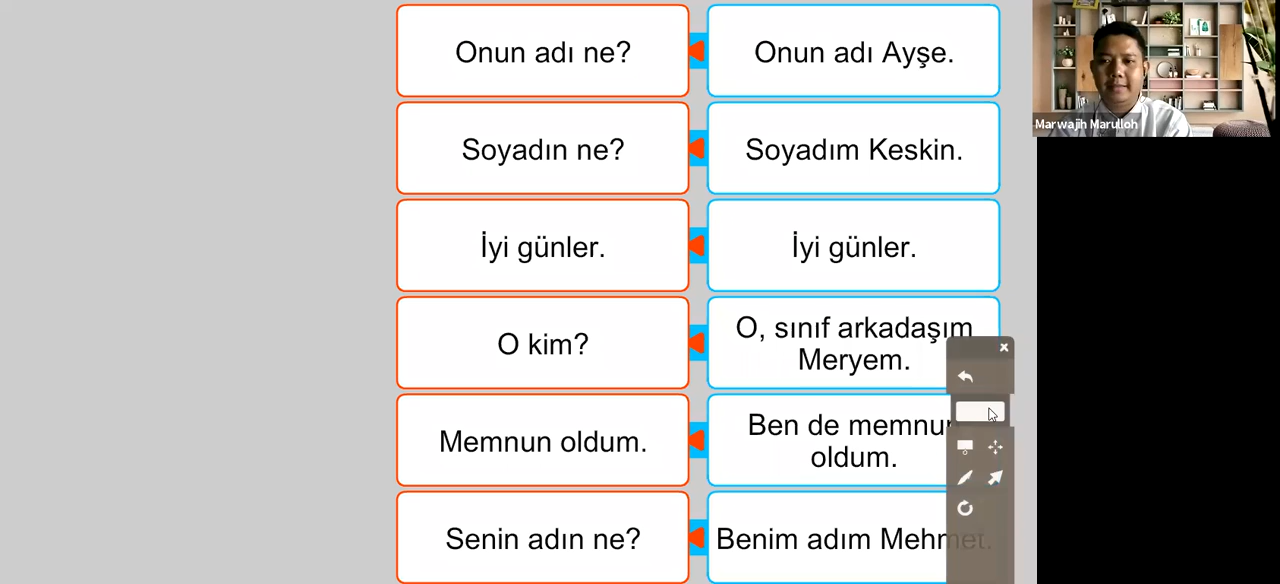 Onun adı ne?
Onun adı Ayşe.
Soyadın ne?
Soyadım Keskin.
İyi günler.
İyi günler.
O kim?
O, sınıf arkadaşım
Meryem.
Memnun oldum.
Ben de memnun
oldum.
Senin adın ne?
Benim adım Mehmet.
Marwajih Marulloh